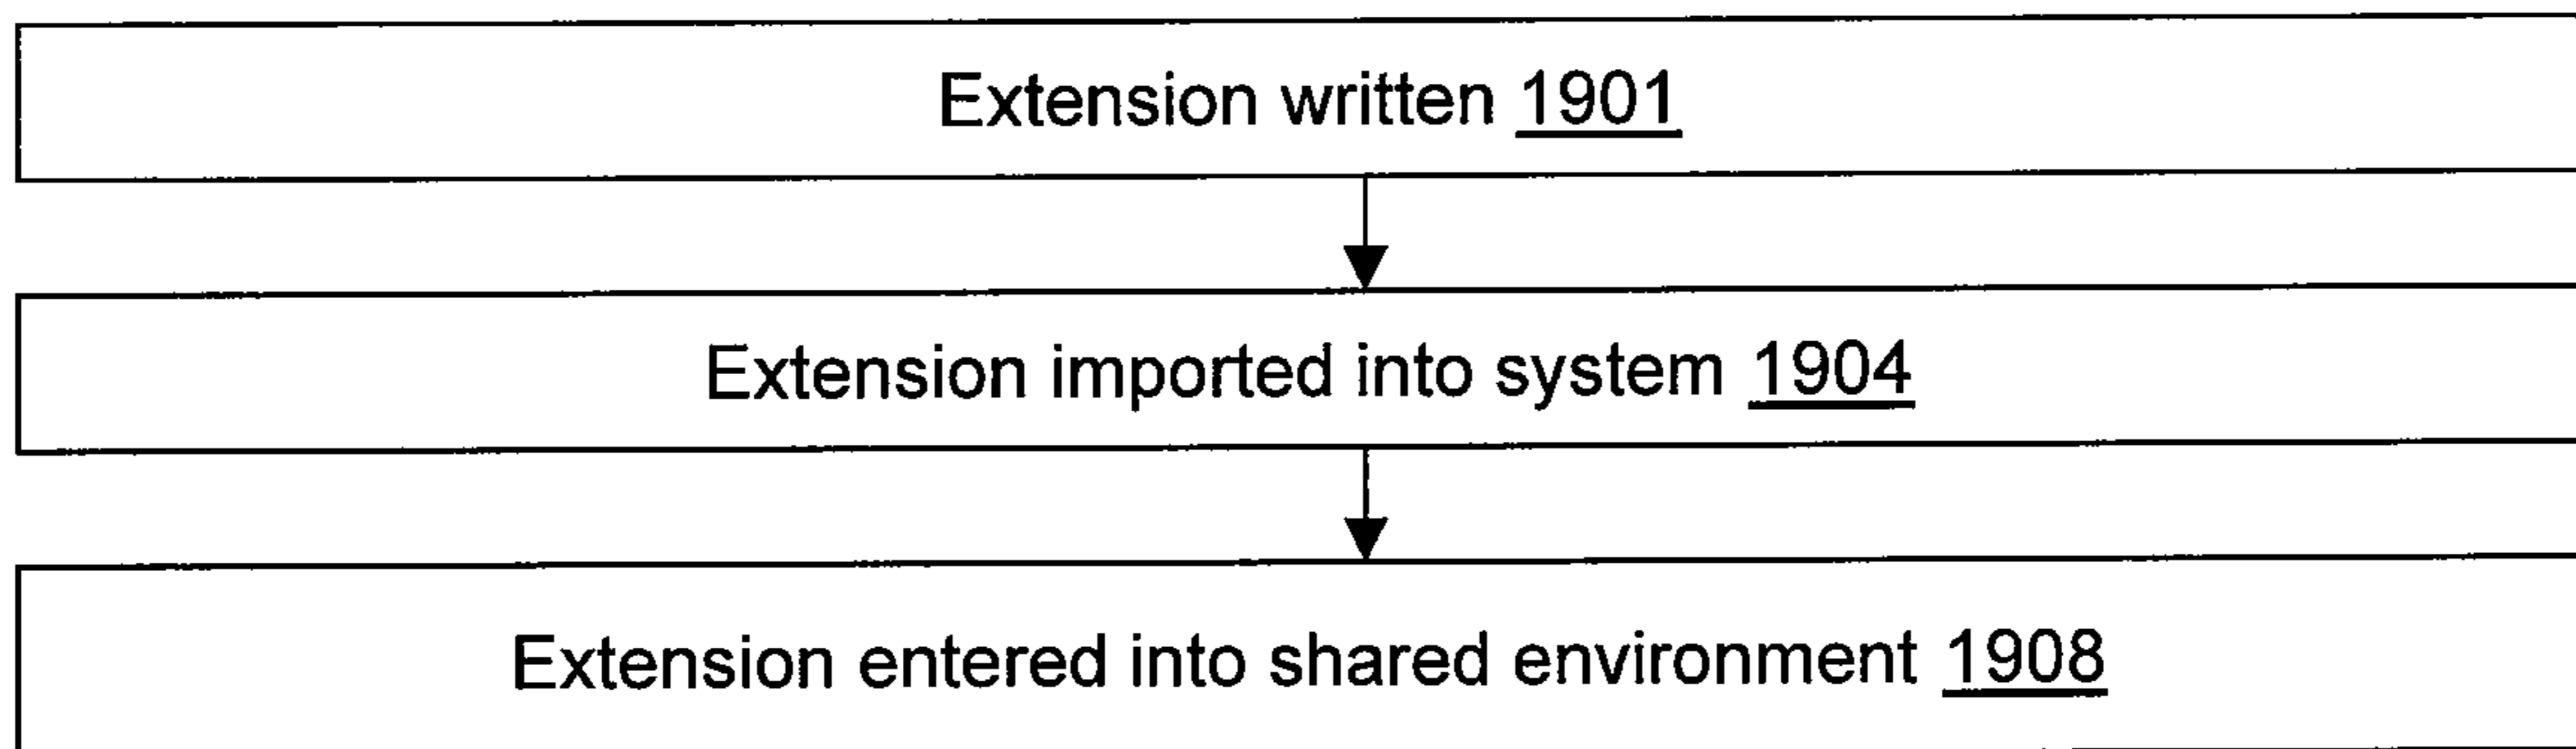 Extension written 1901
Extension imported into system 1904
Extension entered into shared environment 1908